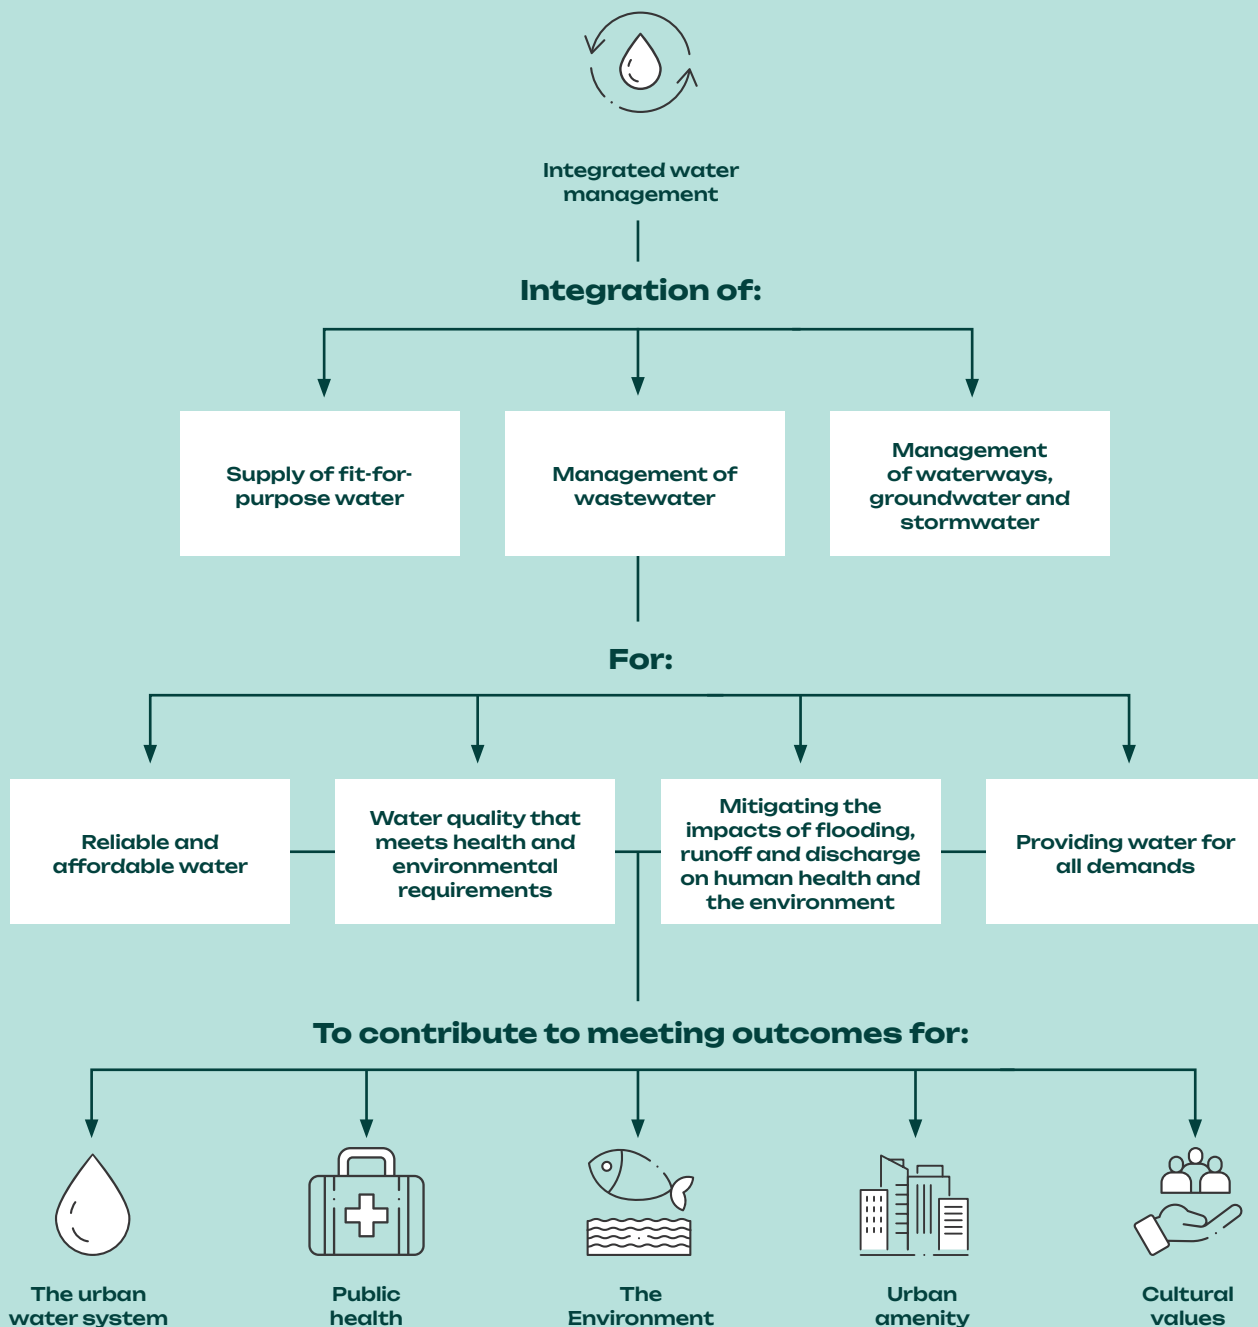 Integrated water
management
Integration of:
Supply of fit-for-
purpose water
Management of
wastewater
Management
of waterways,
groundwater and
stormwater
For:
Reliable and
affordable water
Water quality that
meets health and
environmental
requirements
Mitigating the
impacts of flooding,
runoff and discharge
on human health and
the environment
Providing water for
all demands
To contribute to meeting outcomes for:
The urban
water system
Public
health
The
Environment
Urban
amenity
Cultural
values